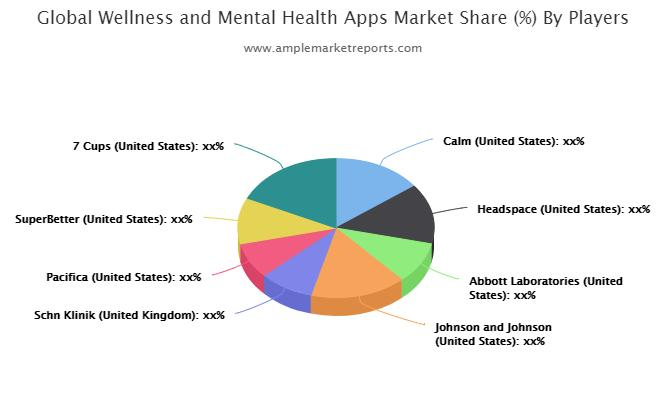 Global Wellness and Mental Health Apps Market Share (%) By Players
www.amplemarketreports.com
7 Cups (United States): xx%
Calm (United States): xx%
Headspace (United States): xx%
SuperBetter (United States): xx%
Abbott Laboratories (United
States): xx%
Pacifica (United States): xx%
Schn Klinik (United Kingdom): xx%
Johnson and Johnson
(United States): xx%